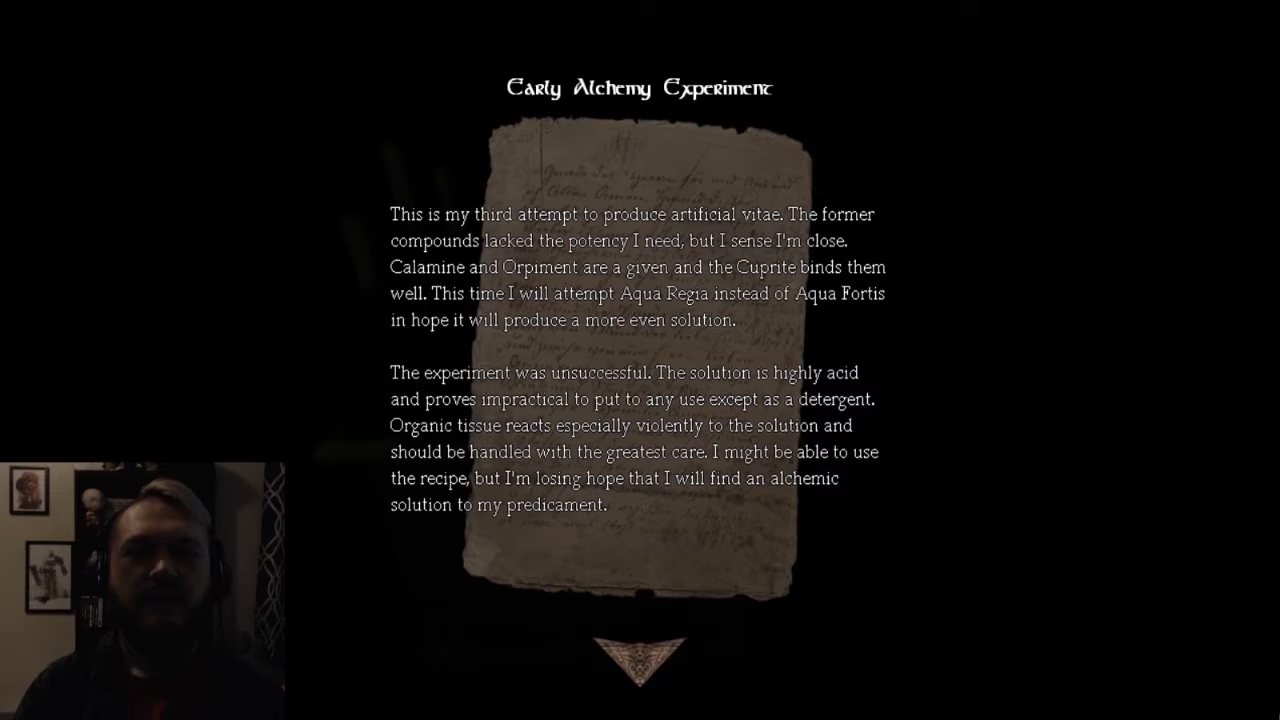 Early Alchemy Experiment
This is my third attempt to produce artificial vitae. The former
compounds lacked the potency I need, but I sense I'm close.
Calamine and Orpiment are a given and the Cuprite binds them
well. This time I will attempt Aqua Regia instead of Aqua Fortis
in hope it will produce a more even solution.
The experiment was unsuccessful. The solution is highly acid
and proves impractical to put to any use except as a detergent.
Organic tissue reacts especially violently to the solution and
should be handled with the greatest care. I might be able to use
the recipe, but I'm losing hope that I will find an alchemic
solution to my predicament.